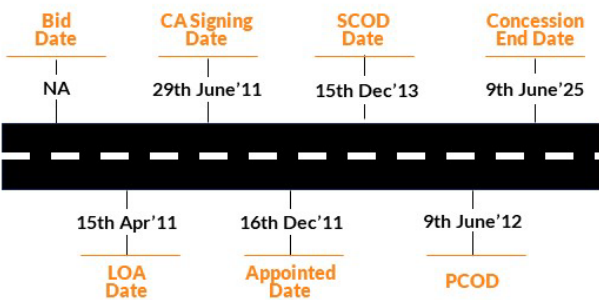 Bid
Date
CA Signing
Date
SCOD
Date
Concession
End Date
NA
29th June’11
15th Dec’13
9th June’25
15th Apr’11
16th Dec’11
9th June’12
LOA
Date
Appointed
Date
PCOD